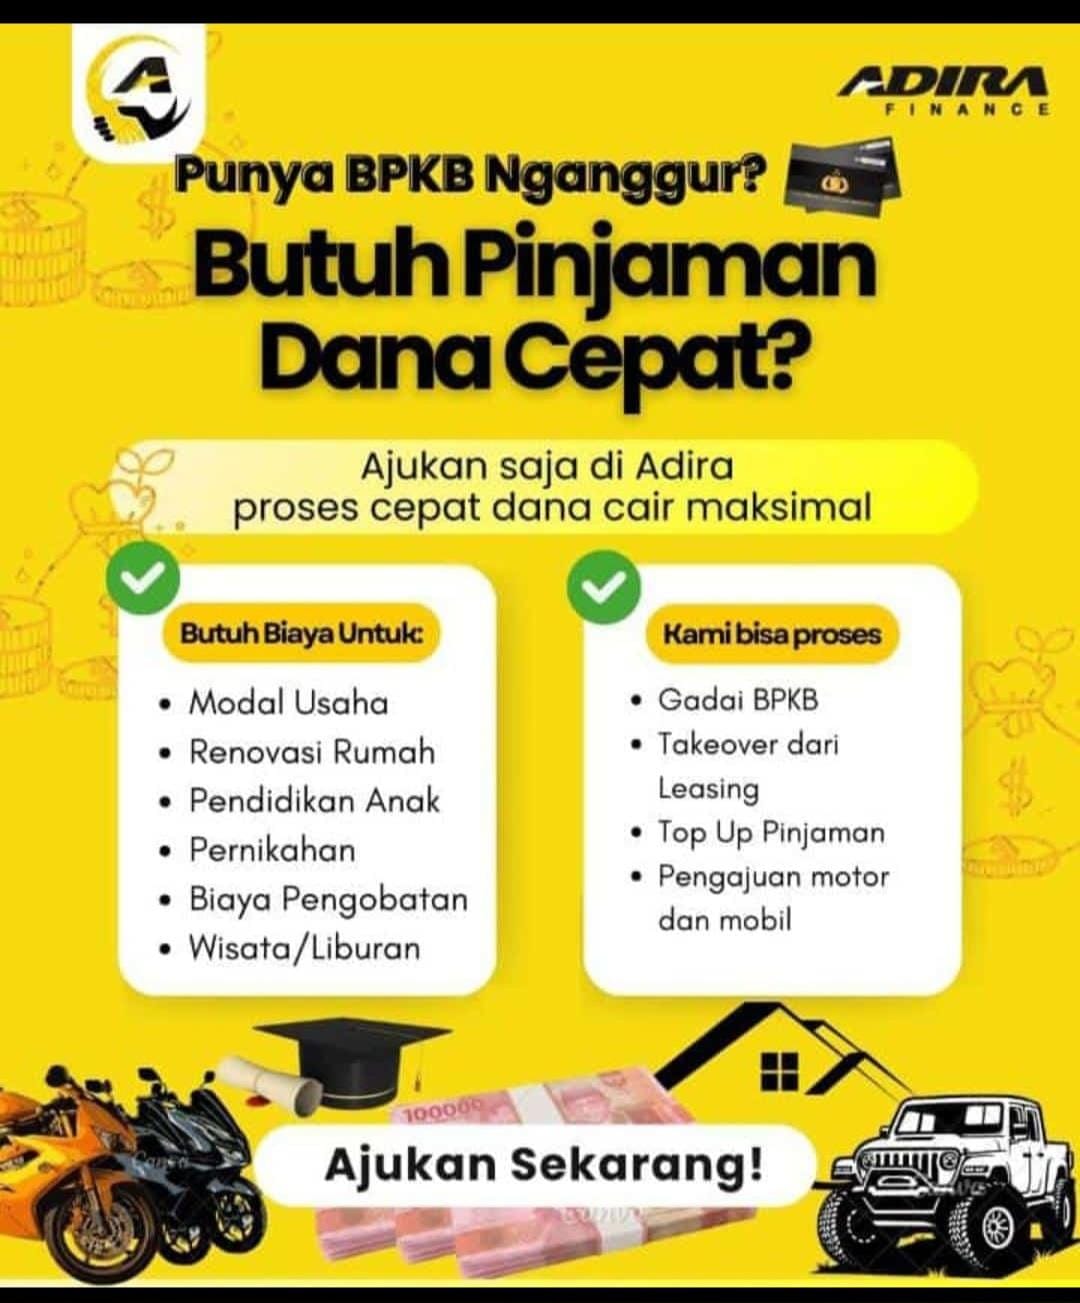 ADIRA
FINANCE
Punya BPKB Nganggur?
Butuh Pinjaman
Dana Cepat?
Ajukan saja di Adira
proses cepat dana cair maksimal
Butuh Biaya Untuk:
• Modal Usaha
• Renovasi Rumah
• Pendidikan Anak
• Pernikahan
• Biaya Pengobatan
• Wisata/Liburan
Kami bisa proses
• Gadai BPKB
• Takeover dari
Leasing
• Top Up Pinjaman
• Pengajuan motor
dan mobil
100000
Ajukan Sekarang!
Canva
Canva